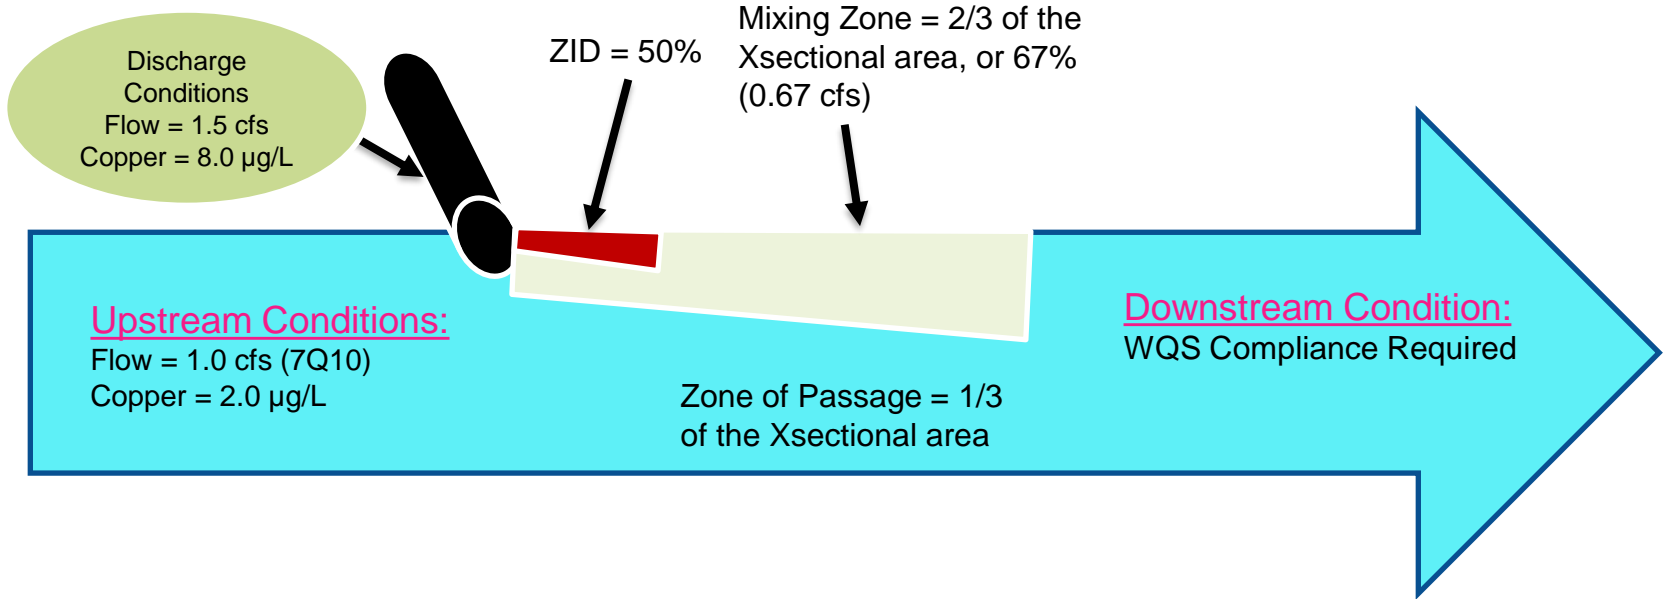 Discharge
Conditions
Flow = 1.5 cfs
Copper = 8.0 µg/L
ZID = 50%
Mixing Zone = 2/3 of the
Xsectional area, or 67%
(0.67 cfs)
Upstream Conditions:
Flow = 1.0 cfs (7Q10)
Copper = 2.0 µg/L
Zone of Passage = 1/3
of the Xsectional area
Downstream Condition:
WQS Compliance Required